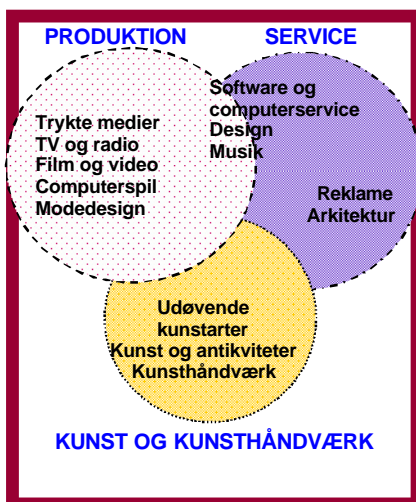 PRODUKTION
SERVICE
Software og
computerservice
Design
Musik
Trykte medier
TV og radio
Film og video
Computerspil
Modedesign
Reklame
Arkitektur
Udøvende
kunstarter
Kunst og antikviteter
Kunsthåndværk
KUNST OG KUNSTHÅNDVÆRK